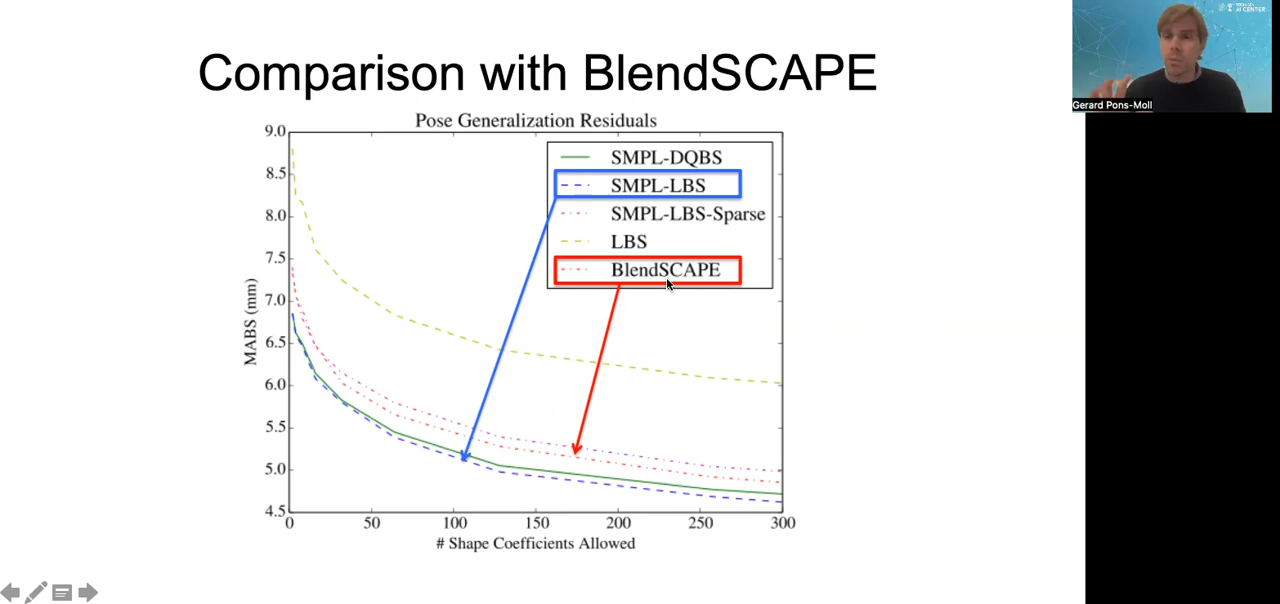 Comparison with BlendSCAPE
Pose Generalization Residuals
SMPL-DQBS
SMPL-LBS
SMPL-LBS-Sparse
LBS
BlendSCAPE
MABS (mm)
9.0
8.5
8.0
7.5
7.0
6.5
6.0
5.5
5.0
4.5
0
50
100
150
200
250
300
# Shape Coefficients Allowed
AI CENTER
Gerard Pons-Moll